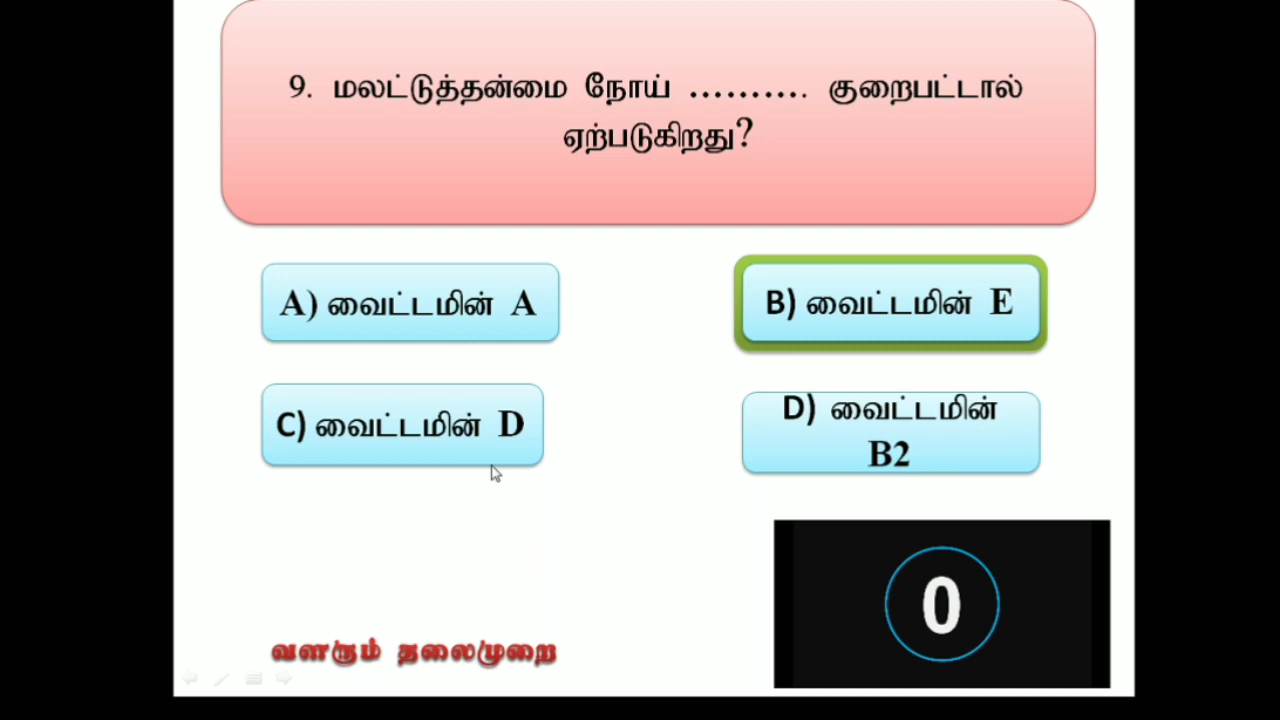 9. மலட்டுத்தன்மை நோய் .......... குறைபட்டால்
ஏற்படுகிறது?
A) வைட்டமின் A
B) வைட்டமின் E
C) வைட்டமின் D
D) வைட்டமின்
B2
0
வளரும் தலைமுறை